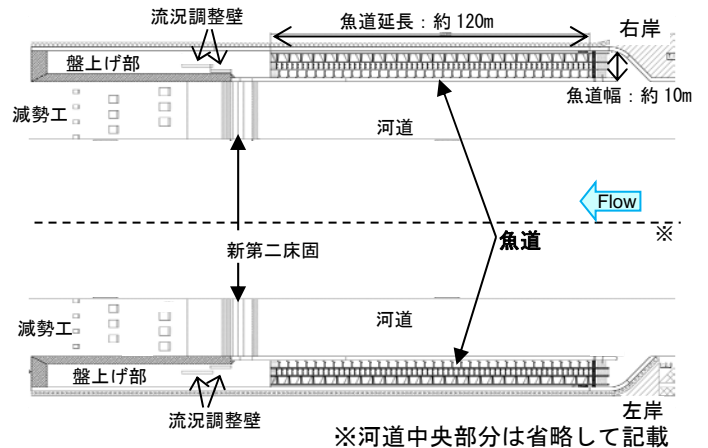 流況調整壁
魚道延長：約 120m
右岸
盤上げ部
魚道幅：約 10m
減勢工
河道
Flow
※
新第二床固
魚道
減勢工
河道
盤上げ部
流況調整壁
左岸
※河道中央部分は省略して記載